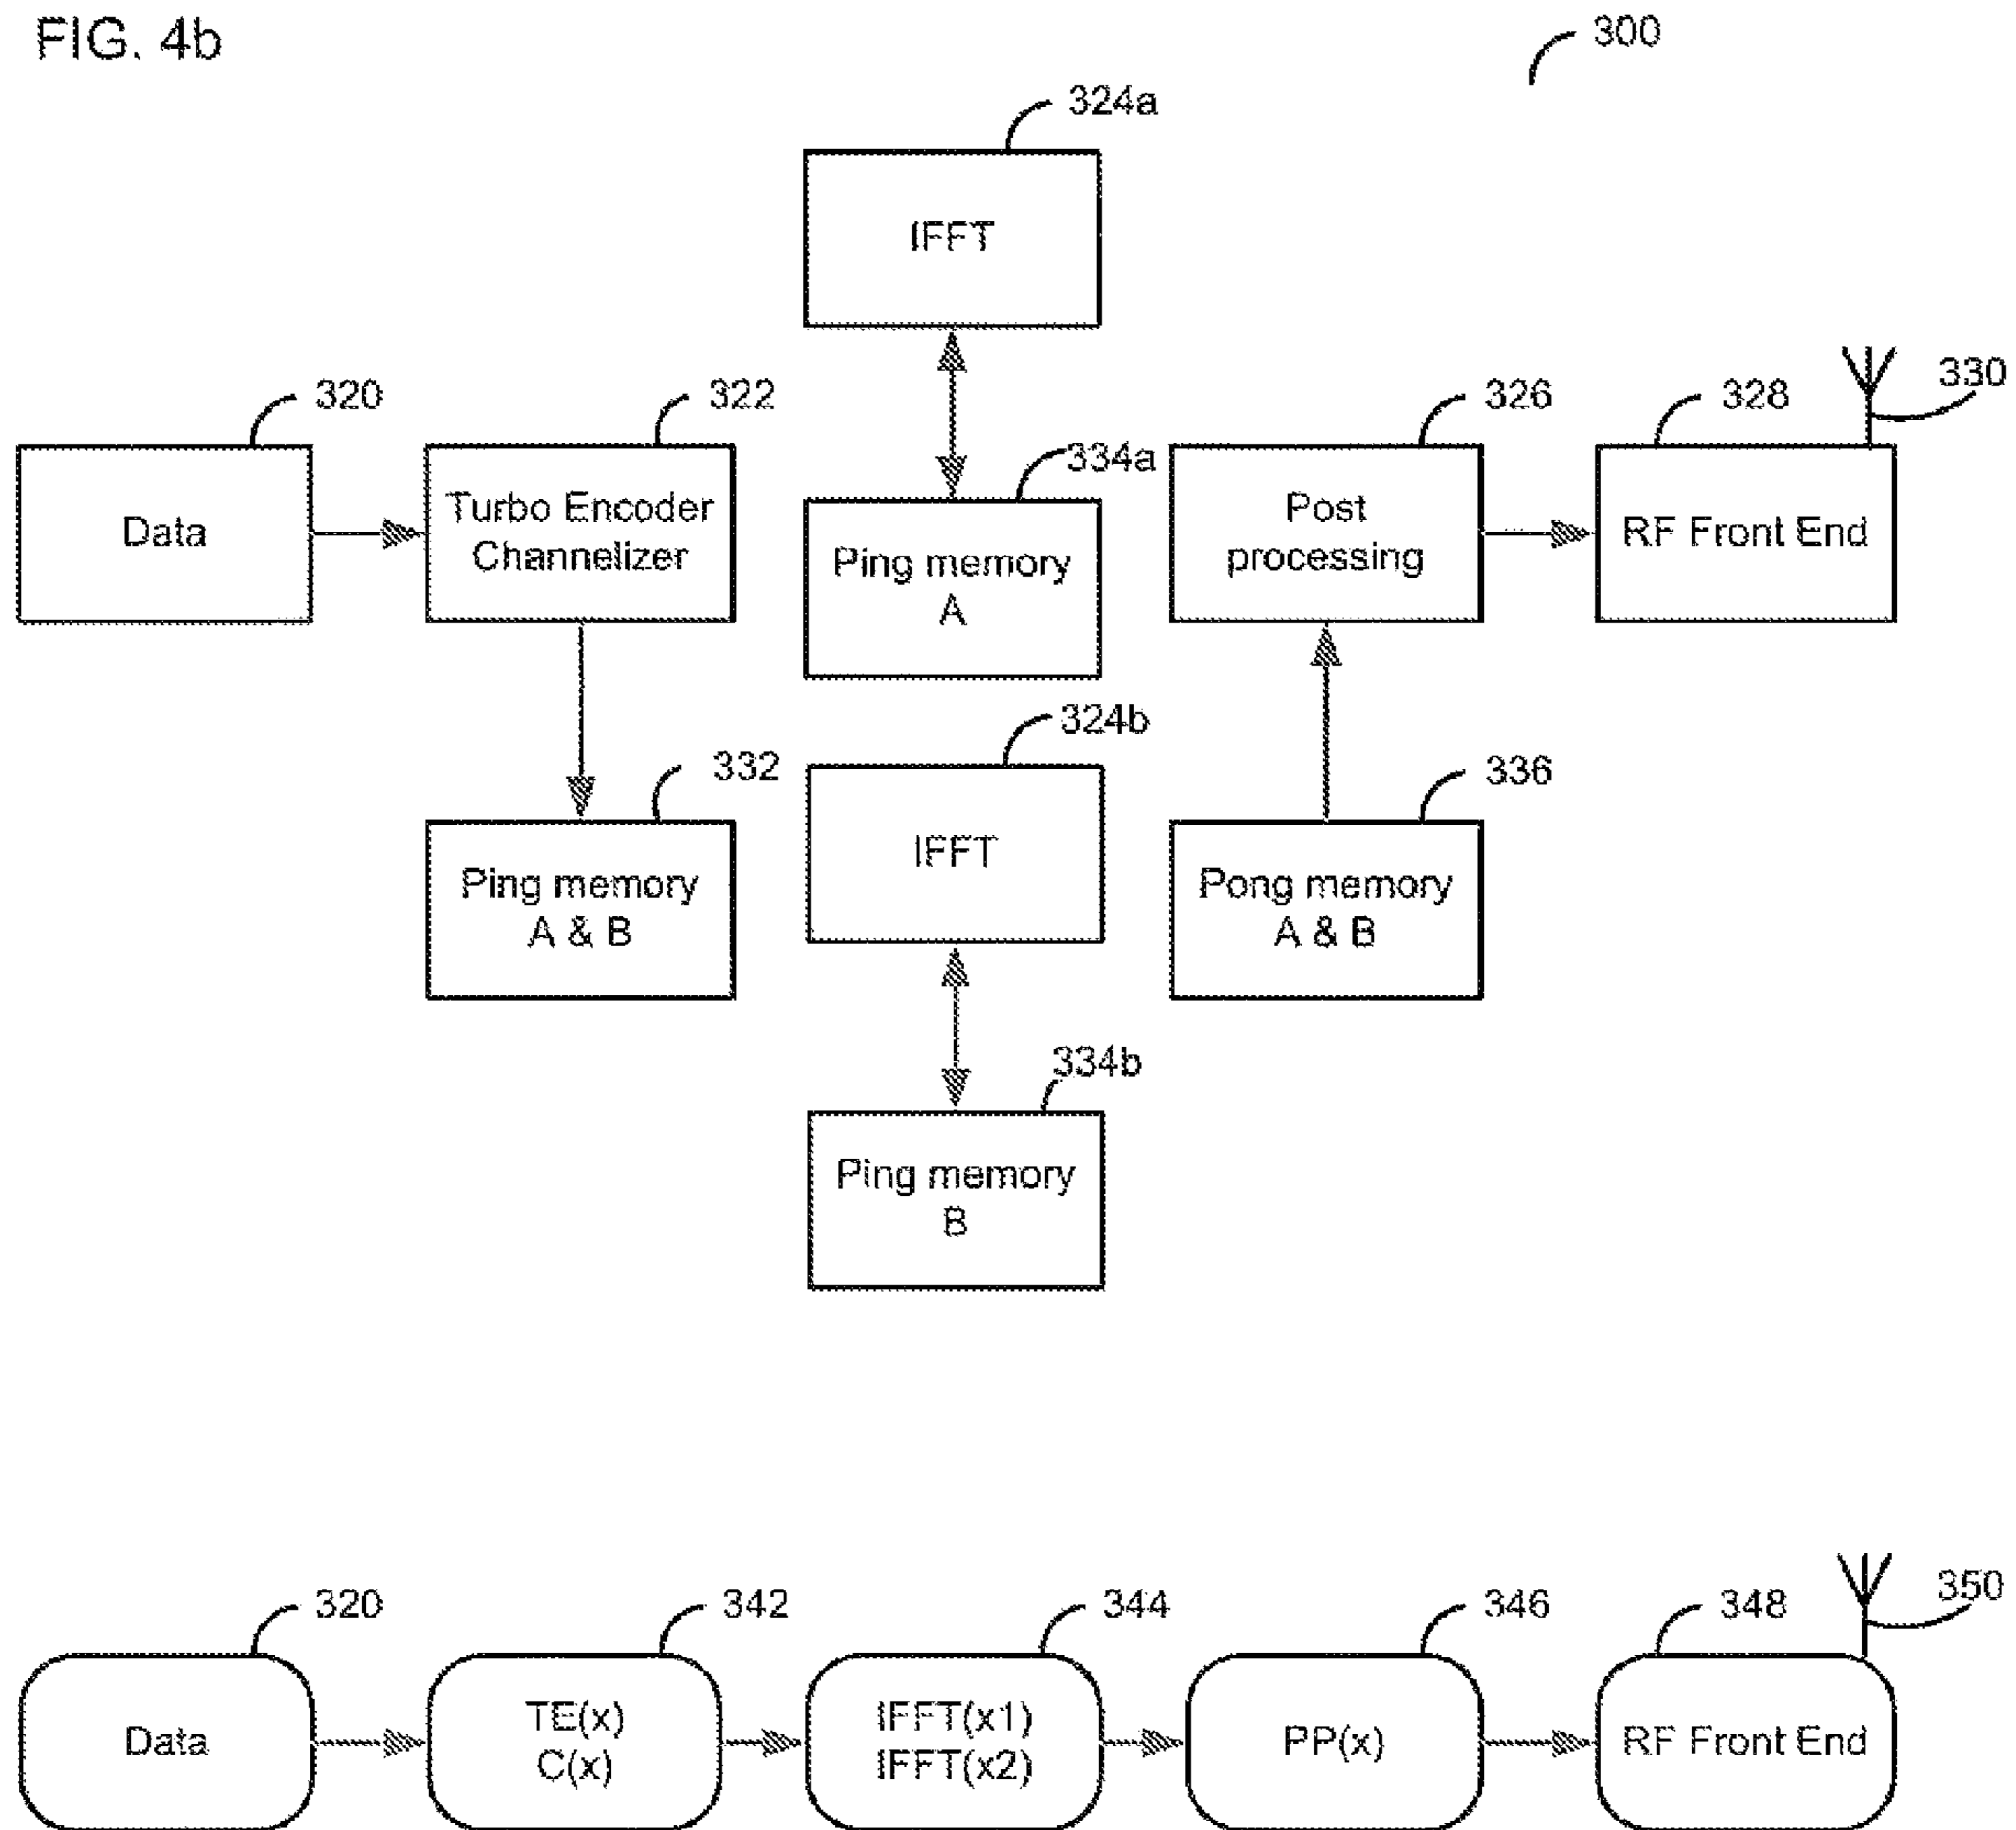 FIG. 4b
300
324a
IFFT
320
322
334a
326
328
330
Data
Turbo Encoder
Channelizer
Ping memory
A
Post
processing
RF Front End
324b
332
IFFT
336
Ping memory
A & B
Pong memory
A & B
334b
Ping memory
B
320
342
344
346
348
350
Data
TE(x)
C(x)
IFFT(x1)
IFFT(x2)
PP(x)
RF Front End